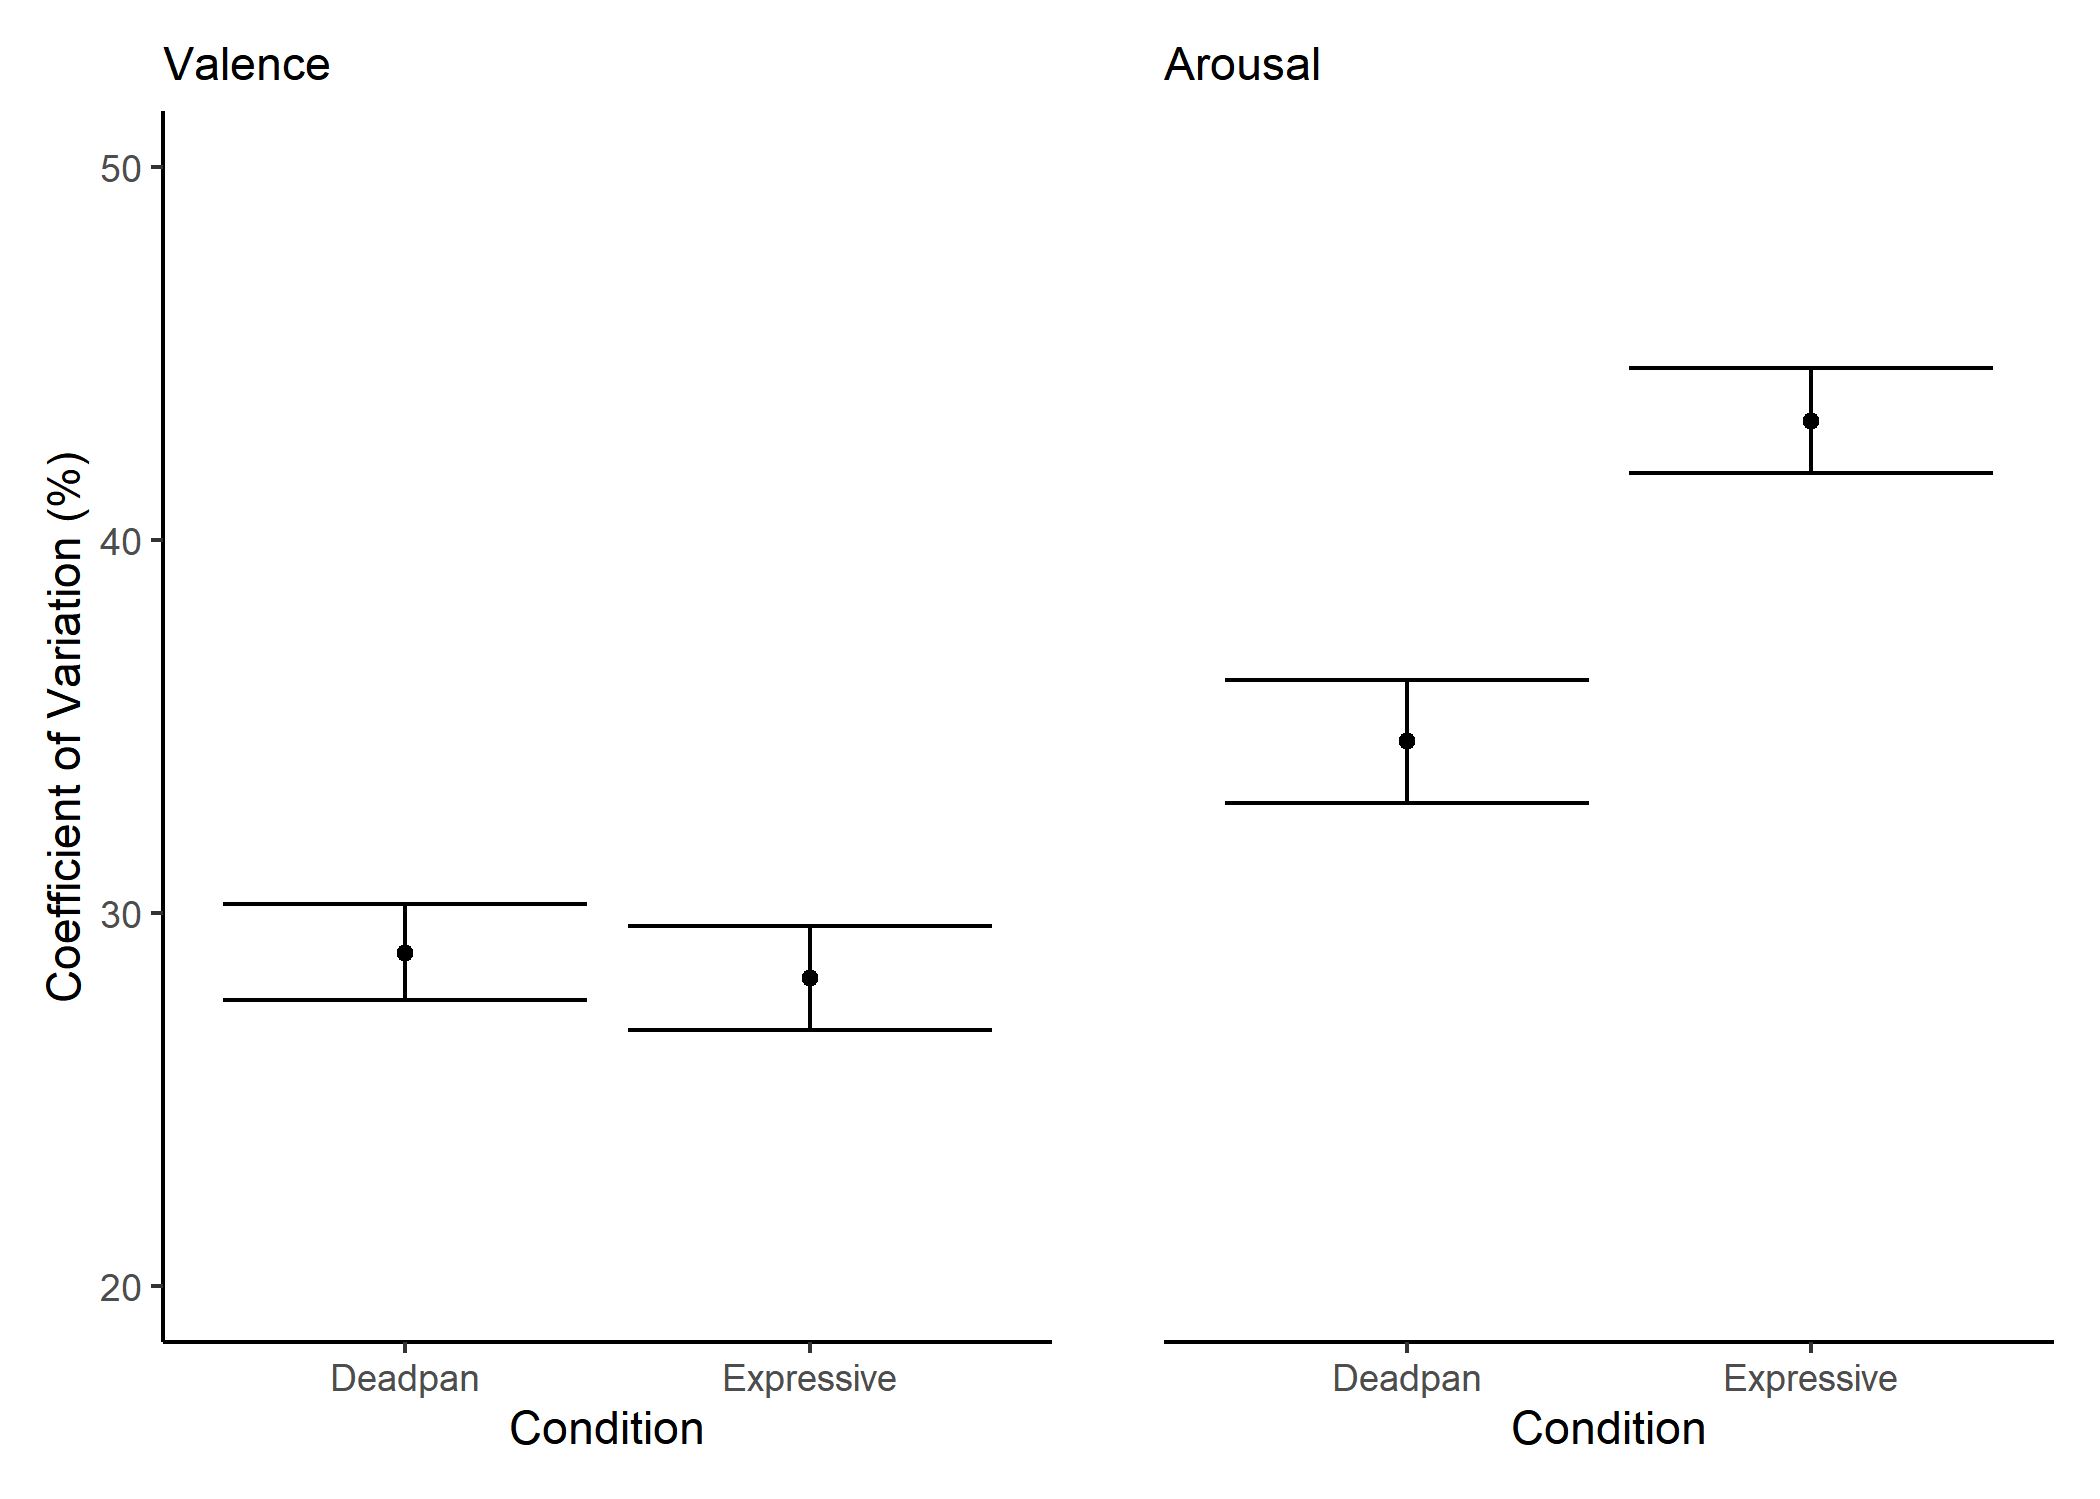 Valence
Arousal
Coefficient of Variation (%)
50
40
30
20
Deadpan Expressive
Condition
Deadpan Expressive
Condition